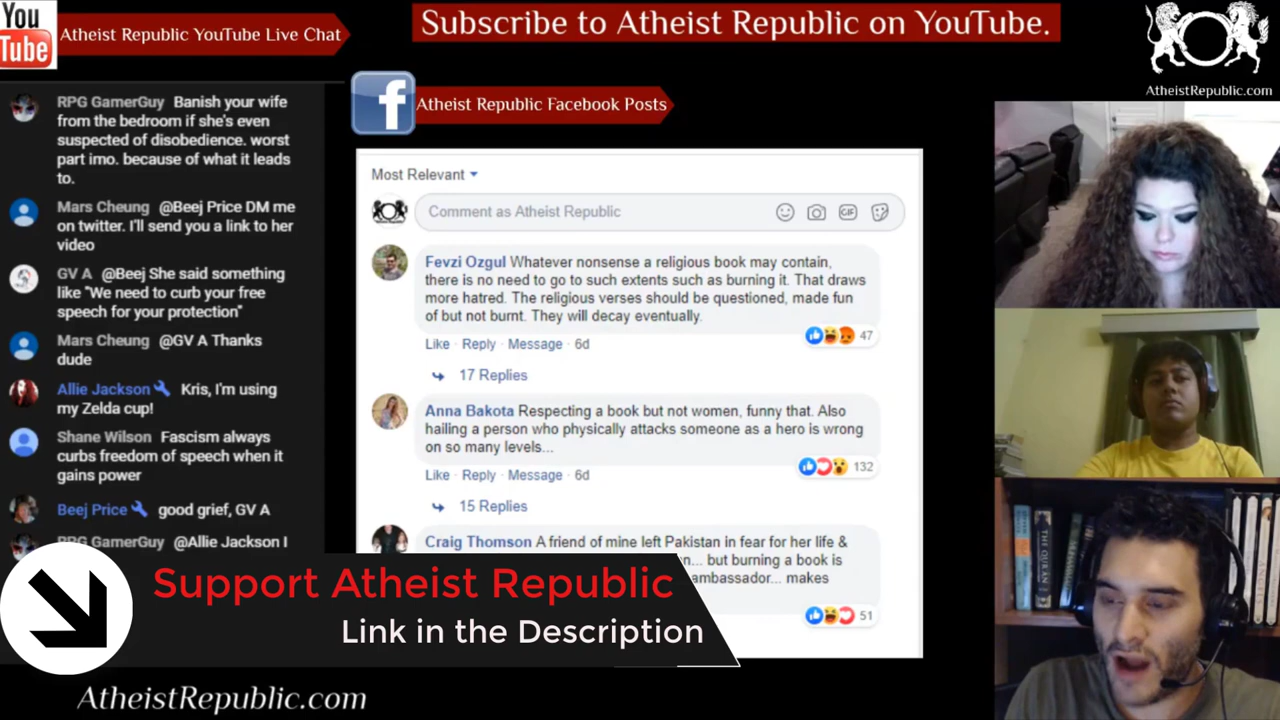 You
Tube
Atheist Republic YouTube Live Chat
Subscribe to Atheist Republic on YouTube.
AtheistRepublic.com
f
Atheist Republic Facebook Posts
RPG GamerGuy Banish your wife
from the bedroom if she's even
suspected of disobedience. worst
part imo. because of what it leads
to.
Mars Cheung @Beej Price DM me
on twitter. I'll send you a link to her
video
GV A @Beej She said something
like "We need to curb your free
speech for your protection"
Mars Cheung @GV A Thanks
dude
Allie Jackson Kris, I'm using
my Zelda cup!
Shane Wilson Fascism always
curbs freedom of speech when it
gains power
Beej Price good grief, GV A
RPG GamerGuy @Allie Jackson I
Most Relevant
Comment as Atheist Republic
GIF
Fevzi Ozgul Whatever nonsense a religious book may contain,
there is no need to go to such extents such as burning it. That draws
more hatred. The religious verses should be questioned, made fun
of but not burnt. They will decay eventually.
47
Like · Reply · Message · 6d
17 Replies
Anna Bakota Respecting a book but not women, funny that. Also
hailing a person who physically attacks someone as a hero is wrong
on so many levels...
132
Like · Reply · Message · 6d
15 Replies
Craig Thomson A friend of mine left Pakistan in fear for her life &
... but burning a book is
ambassador... makes
51
Support Atheist Republic
Link in the Description
AtheistRepublic.com
THE QURAN